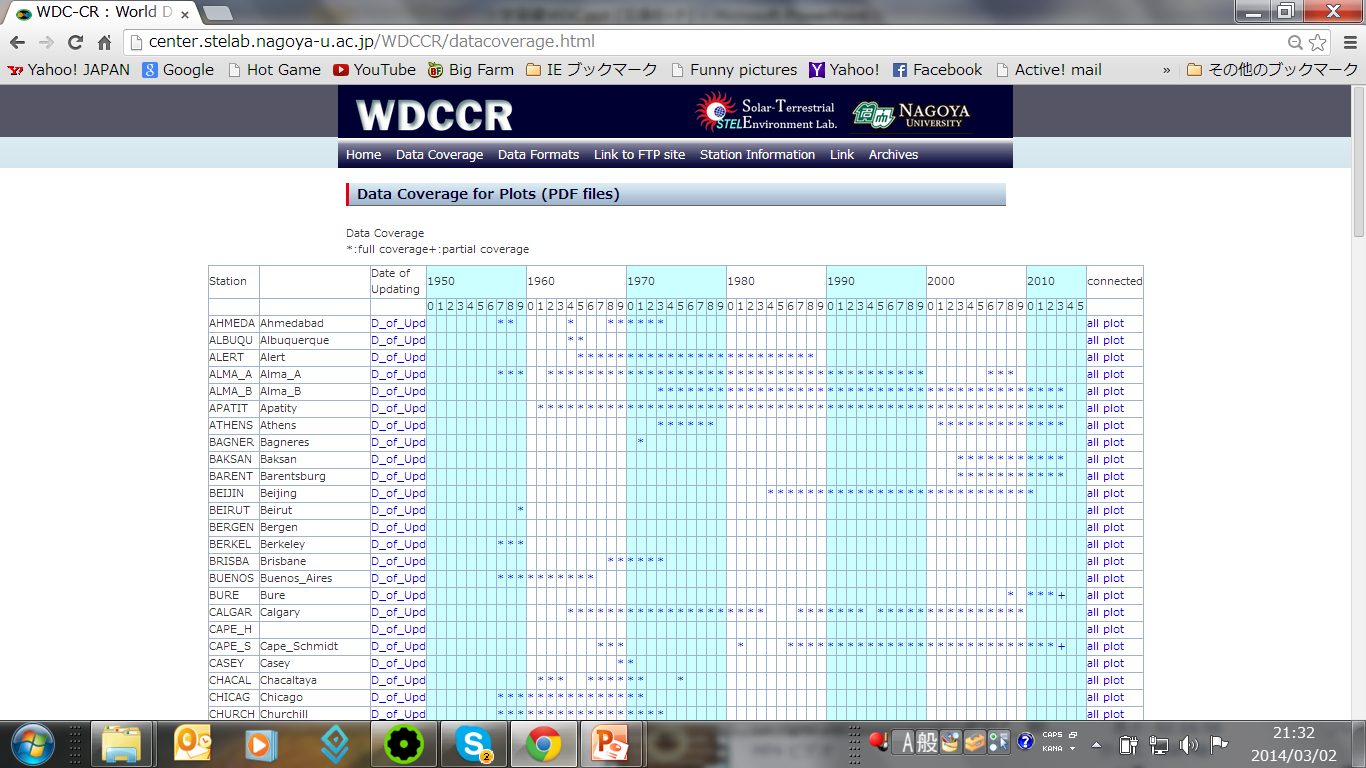 WDC-CR : World D
center.stelab.nagoya-u.ac.jp/WDCCR/datacoverage.html
Yahoo! JAPAN Google Hot Game YouTube Big Farm IE ブックマーク Funny pictures Yahoo! Facebook Active! mail » その他のブックマーク
WDCCR Solar-Terrestrial STELEnvironment Lab. NAGOYA UNIVERSITY
Home Data Coverage Data Formats Link to FTP site Station Information Link Archives
Data Coverage for Plots (PDF files)
Data Coverage
*:full coverage+:partial coverage
Station Date of Updating 1950 1960 1970 1980 1990 2000 2010 connected
0 1 2 3 4 5 6 7 8 9 0 1 2 3 4 5 6 7 8 9 0 1 2 3 4 5 6 7 8 9 0 1 2 3 4 5 6 7 8 9 0 1 2 3 4 5 6 7 8 9 0 1 2 3 4 5 6 7 8 9 0 1 2 3 4 5
AHMEDA Ahmedabad D_of_Upd * * * * * * * * * all plot
ALBUQU Albuquerque D_of_Upd * * all plot
ALERT Alert D_of_Upd * * * * * * * * * * * * * * * * * * * * * * * * all plot
ALMA_A Alma_A D_of_Upd * * * * * * * * * * * * * * * * * * * * * * * * * * * * * * * * * * * * * * * * * * * * all plot
ALMA_B Alma_B D_of_Upd * * * * * * * * * * * * * * * * * * * * * * * * * * * * * * * * * * * * * * * * * all plot
APATIT Apatity D_of_Upd * * * * * * * * * * * * * * * * * * * * * * * * * * * * * * * * * * * * * * * * * * * * * * * * * * * * * all plot
ATHENS Athens D_of_Upd * * * * * * * * * * * * * * * * * * * all plot
BAGNER Bagneres D_of_Upd * all plot
BAKSAN Baksan D_of_Upd * * * * * * * * * * * all plot
BARENT Barentsburg D_of_Upd * * * * * * * * * * * all plot
BEIJIN Beijing D_of_Upd * * * * * * * * * * * * * * * * * * * * * * * * * * * all plot
BEIRUT Beirut D_of_Upd * all plot
BERGEN Bergen D_of_Upd all plot
BERKEL Berkeley D_of_Upd * * * all plot
BRISBA Brisbane D_of_Upd * * * * * * all plot
BUENOS Buenos_Aires D_of_Upd * * * * * * * * * * all plot
BURE Bure D_of_Upd * * * * + all plot
CALGAR Calgary D_of_Upd * * * * * * * * * * * * * * * * * * * * * * * * * * * * * * * * * * * * * * * * * * all plot
CAPE_H D_of_Upd all plot
CAPE_S Cape_Schmidt D_of_Upd * * * * * * * * * * * * * * * * * * * * * * * * * * * * * * * + all plot
CASEY Casey D_of_Upd * * all plot
CHACAL Chacaltaya D_of_Upd * * * * * * * * * * all plot
CHICAG Chicago D_of_Upd * * * * * * * * * * * * * * * all plot
CHURCH Churchill D_of_Upd * * * * * * * * * * * * * * * * * all plot
A 般 CAPS KANA
21:32
2014/03/02